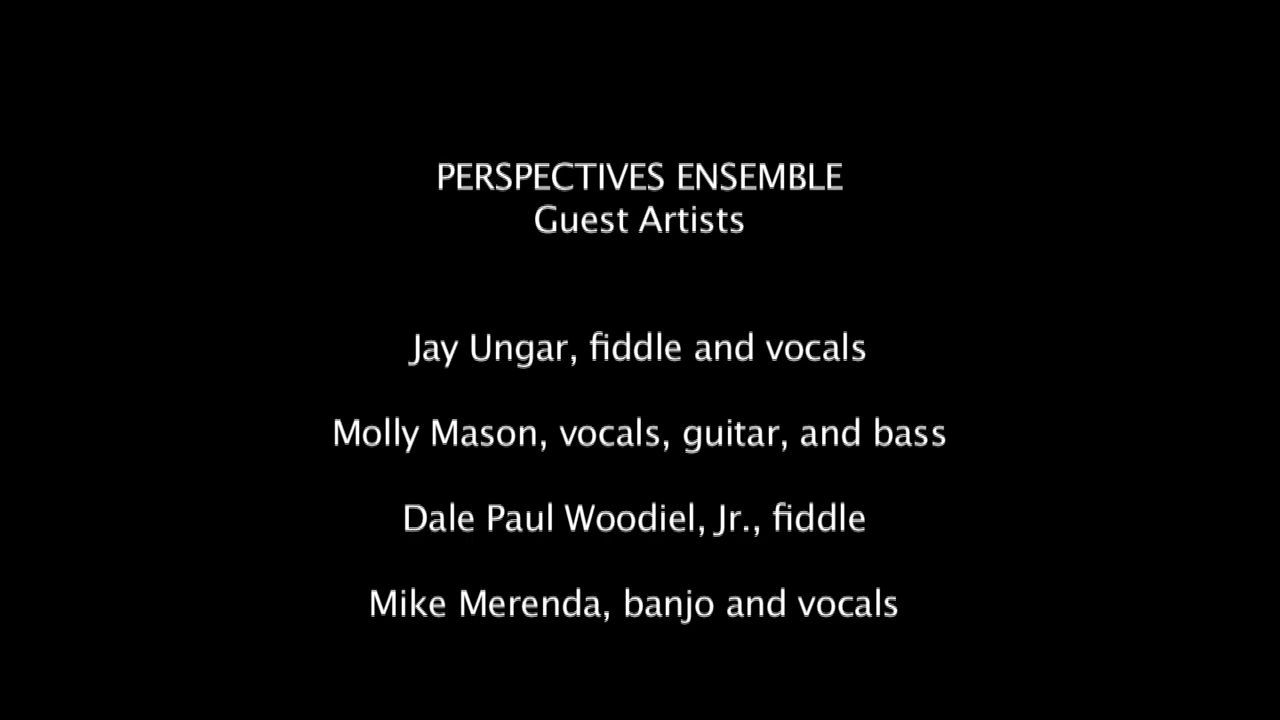 PERSPECTIVES ENSEMBLE
Guest Artists
Jay Ungar, fiddle and vocals
Molly Mason, vocals, guitar, and bass
Dale Paul Woodiel, Jr., fiddle
Mike Merenda, banjo and vocals